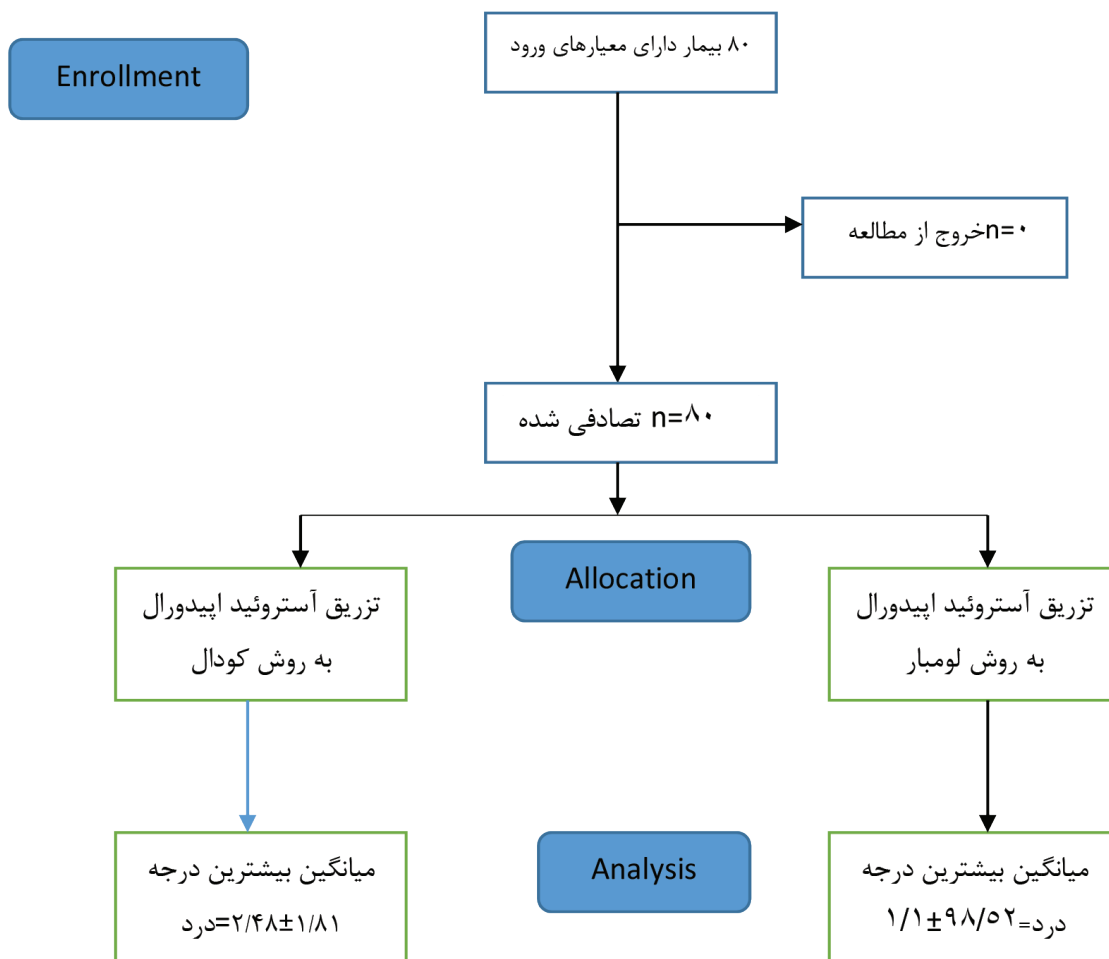 Enrollment
۸۰ بیمار دارای معیارهای ورود
n=۰خروج از مطالعه
n=۸۰ تصادفی شده
Allocation
تزریق آستروئید اپیدورال
به روش کودال
تزریق آستروئید اپیدورال
به روش لومبار
Analysis
میانگین بیشترین درجه
۲/۴۸±۱/۸۱=درد
میانگین بیشترین درجه
درد=۱/۱±۹۸/۵۲